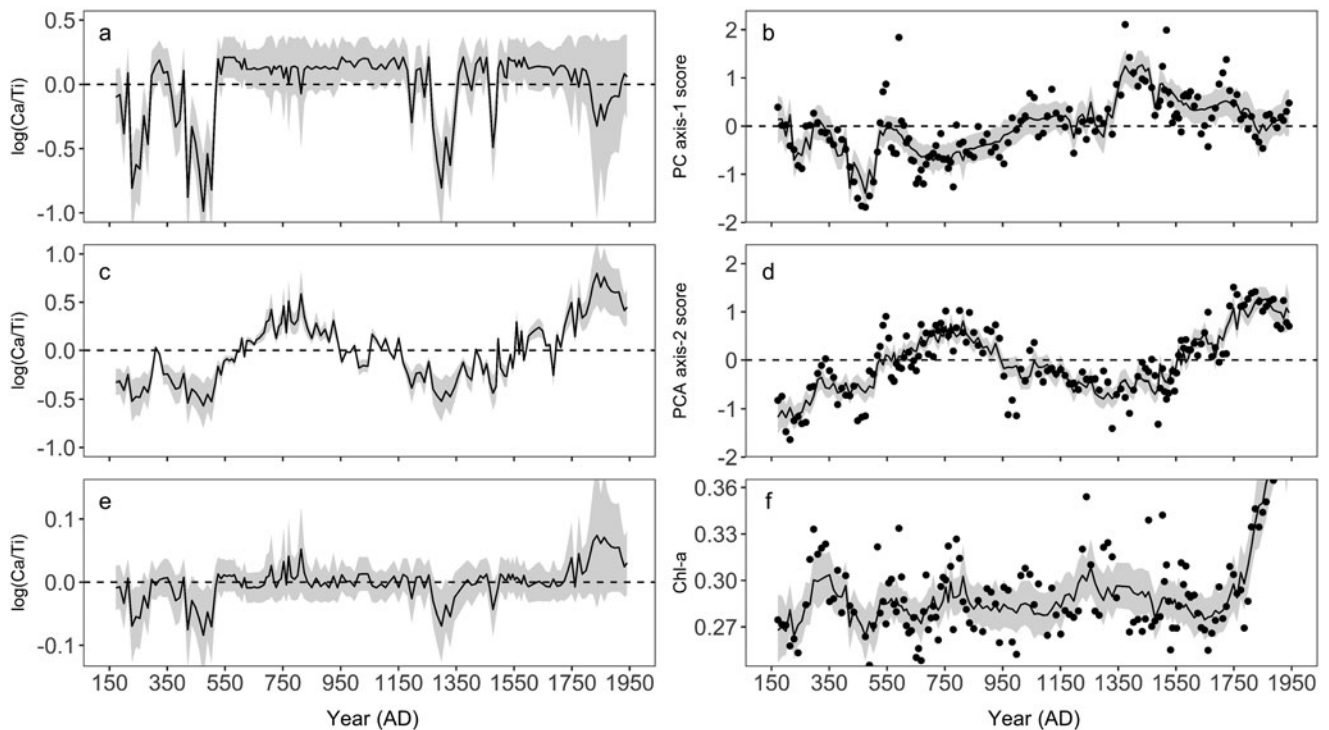 a
0.5
0.0
-0.5
-1.0
log(Ca/Ti)
b
2
1
0
-1
-2
PC axis-1 score
c
1.0
0.5
0.0
-0.5
-1.0
log(Ca/Ti)
d
2
1
0
-1
-2
PCA axis-2 score
e
0.1
0.0
-0.1
log(Ca/Ti)
150 350 550 750 950 1150 1350 1550 1750 1950
Year (AD)
f
0.36
0.33
0.30
0.27
Chl-a
150 350 550 750 950 1150 1350 1550 1750 1950
Year (AD)